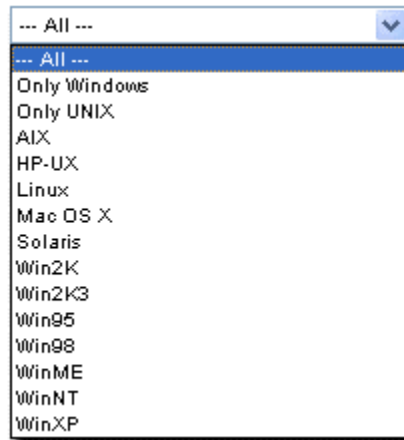 --- All ---
--- All ---
Only Windows
Only UNIX
AIX
HP-UX
Linux
Mac OS X
Solaris
Win2K
Win2K3
Win95
Win98
WinME
WinNT
WinXP